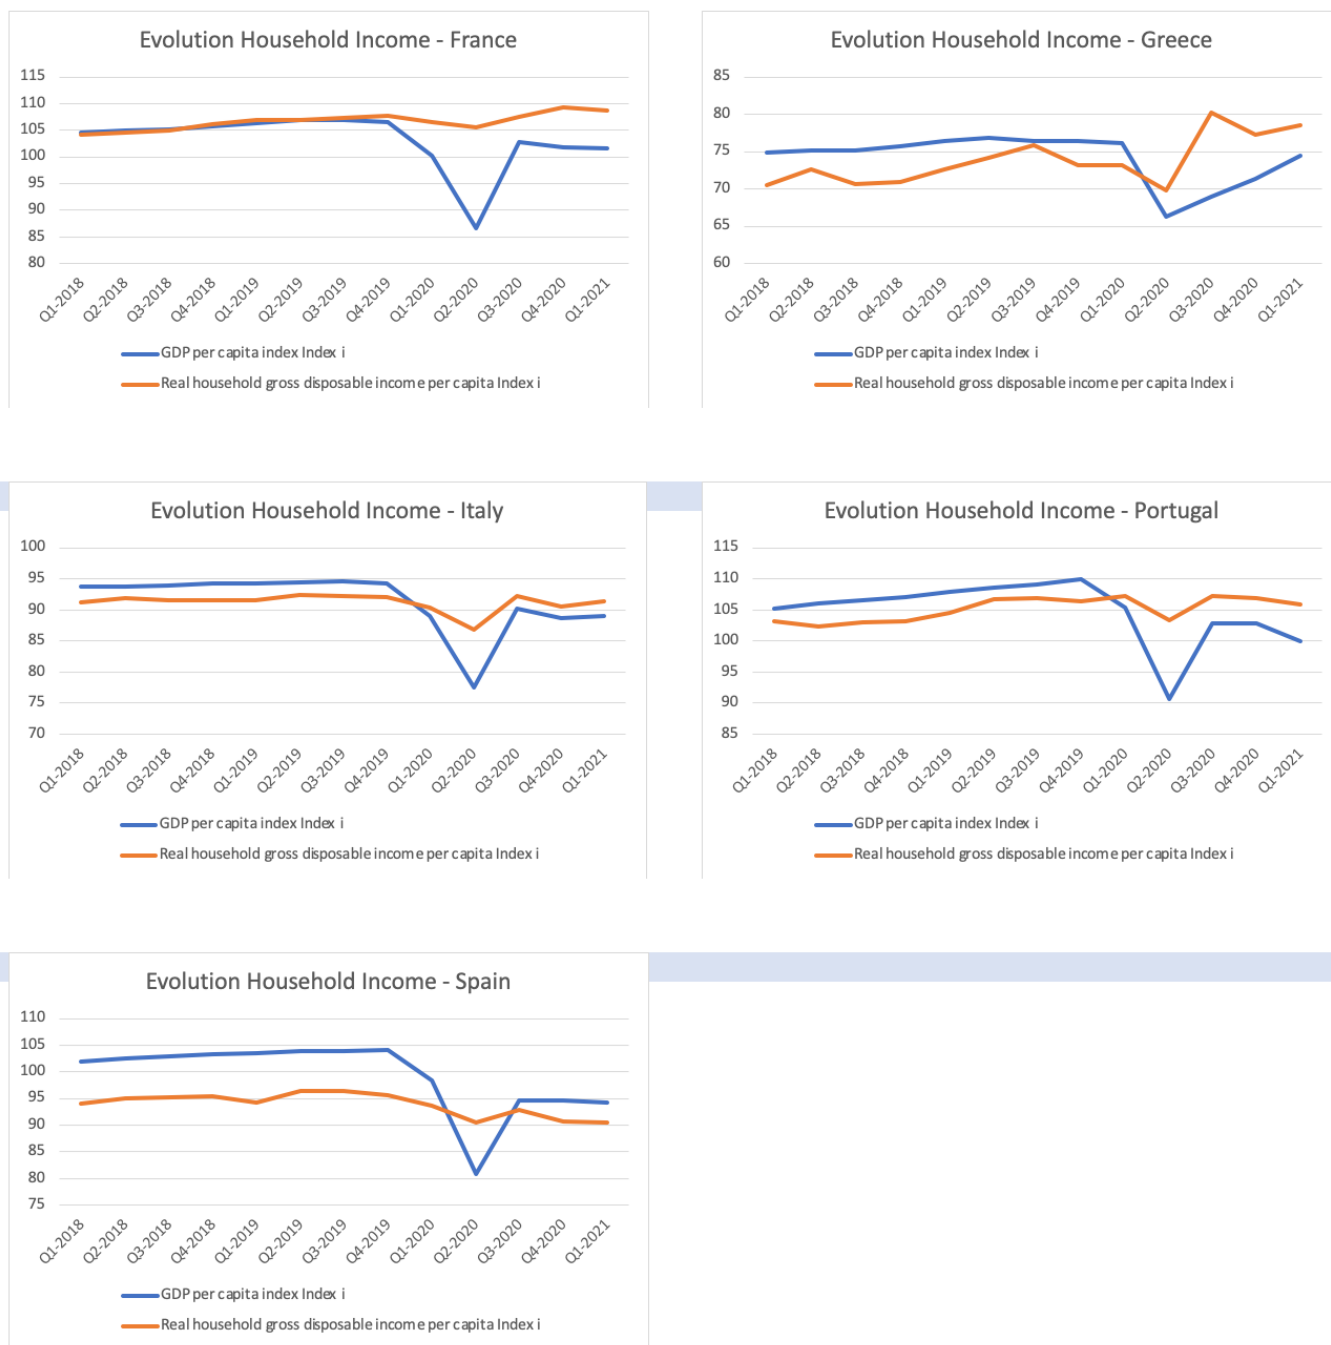 Evolution Household Income - France
115
110
105
100
95
90
85
80
Q1-2018
Q2-2018
Q3-2018
Q4-2018
Q1-2019
Q2-2019
Q3-2019
Q4-2019
Q1-2020
Q2-2020
Q3-2020
Q4-2020
Q1-2021
GDP per capita index Index i
Real household gross disposable income per capita Index i
Evolution Household Income - Greece
85
80
75
70
65
60
Q1-2018
Q2-2018
Q3-2018
Q4-2018
Q1-2019
Q2-2019
Q3-2019
Q4-2019
Q1-2020
Q2-2020
Q3-2020
Q4-2020
Q1-2021
GDP per capita index Index i
Real household gross disposable income per capita Index i
Evolution Household Income - Italy
100
95
90
85
80
75
70
Q1-2018
Q2-2018
Q3-2018
Q4-2018
Q1-2019
Q2-2019
Q3-2019
Q4-2019
Q1-2020
Q2-2020
Q3-2020
Q4-2020
Q1-2021
GDP per capita index Index i
Real household gross disposable income per capita Index i
Evolution Household Income - Portugal
115
110
105
100
95
90
85
Q1-2018
Q2-2018
Q3-2018
Q4-2018
Q1-2019
Q2-2019
Q3-2019
Q4-2019
Q1-2020
Q2-2020
Q3-2020
Q4-2020
Q1-2021
GDP per capita index Index i
Real household gross disposable income per capita Index i
Evolution Household Income - Spain
110
105
100
95
90
85
80
75
Q1-2018
Q2-2018
Q3-2018
Q4-2018
Q1-2019
Q2-2019
Q3-2019
Q4-2019
Q1-2020
Q2-2020
Q3-2020
Q4-2020
Q1-2021
GDP per capita index Index i
Real household gross disposable income per capita Index i